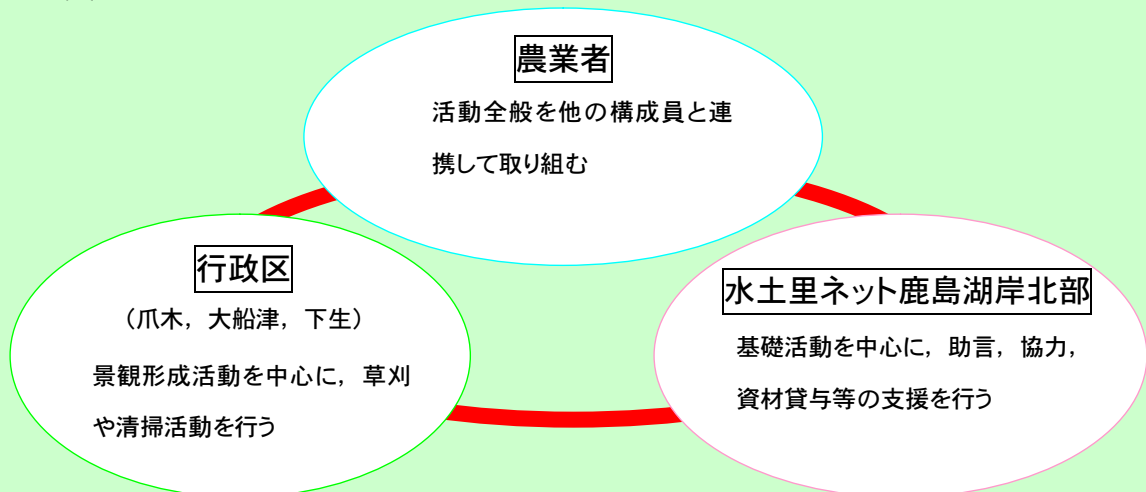 農業者
活動全般を他の構成員と連
携して取り組む
行政区
（爪木，大船津，下生）
景観形成活動を中心に，草刈
や清掃活動を行う
水土里ネット鹿島湖岸北部
基礎活動を中心に，助言，協力，
資材貸与等の支援を行う